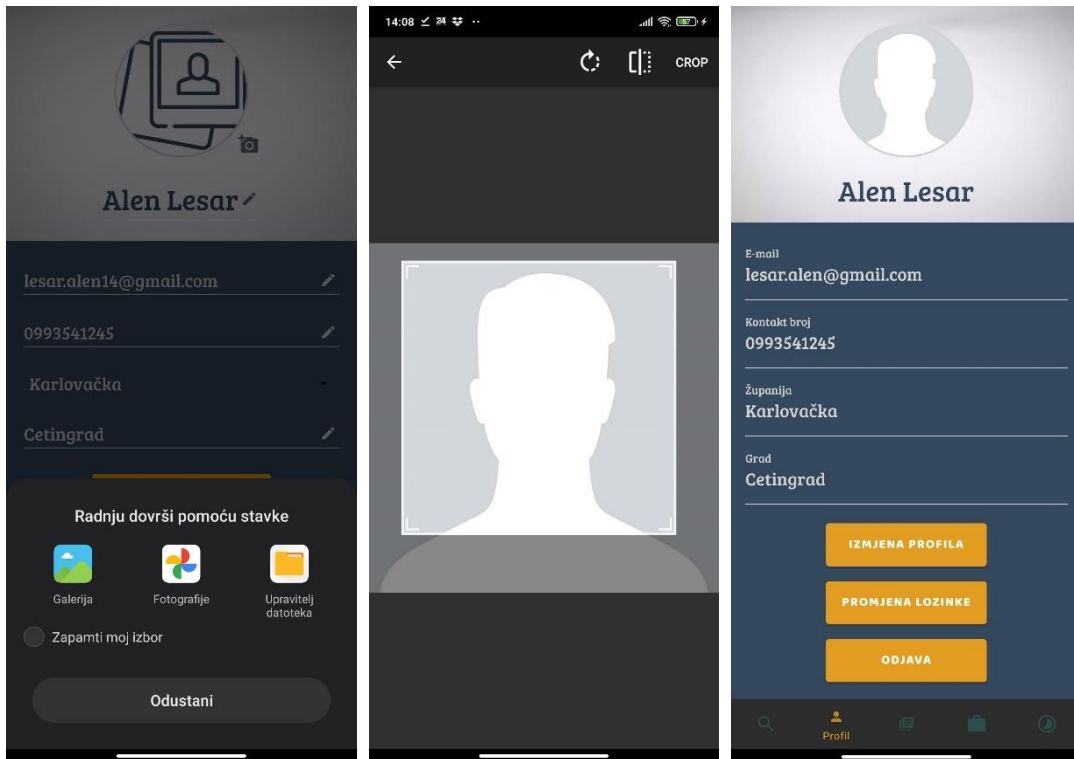 Alen Lesar
lesar.alen14@gmail.com
0993541245
Karlovačka
Cetingrad
Radnju dovrši pomoću stavke
Galerija
Fotografije
Upravitelj
datoteka
Zapamti moj izbor
Odustani
14:08
57
CROP
Alen Lesar
E-mail
lesar.alen@gmail.com
Kontakt broj
0993541245
Županija
Karlovačka
Grad
Cetingrad
IZMJENA PROFILA
PROMJENA LOZINKE
ODJAVA
Profil